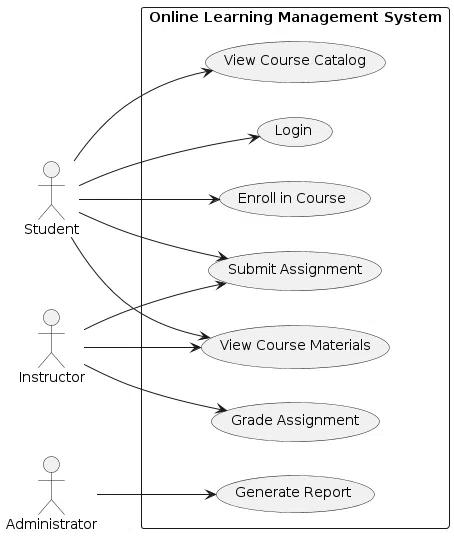 Online Learning Management System
View Course Catalog
Login
Enroll in Course
Student
Submit Assignment
View Course Materials
Instructor
Grade Assignment
Generate Report
Administrator